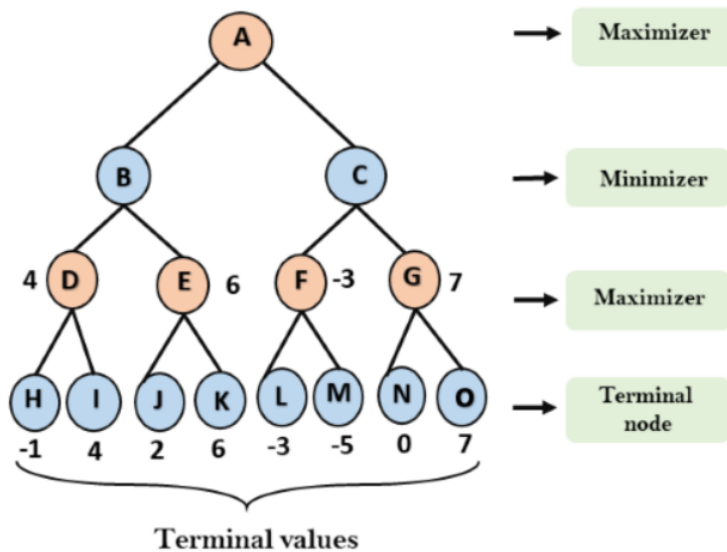 A
Maximizer
B
C
Minimizer
4
D
E
6
F
-3
G
7
Maximizer
H
I
J
K
L
M
N
O
Terminal
node
-1
4
2
6
-3
-5
0
7
Terminal values